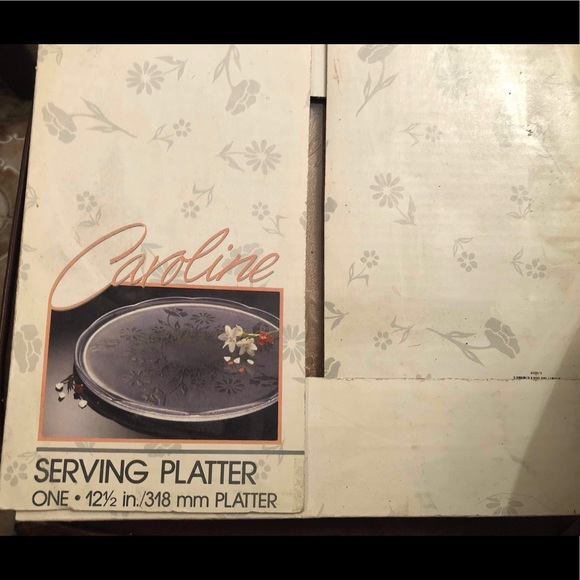 Caroline
SERVING PLATTER
ONE • 12½ in./318 mm PLATTER